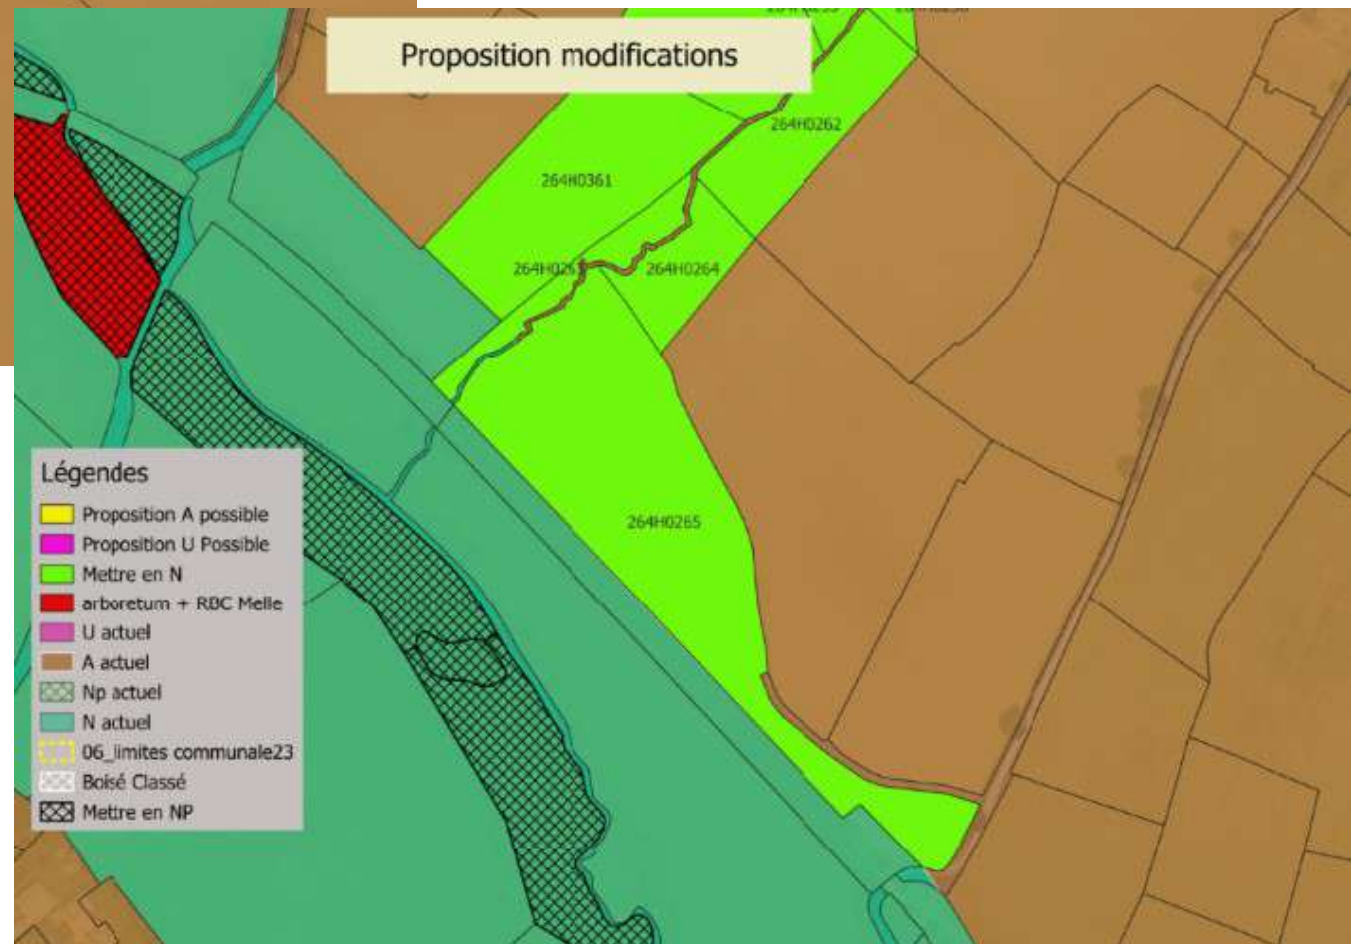 Proposition modifications
264H0262
264H0361
264H0264
264H0265
Légendes
Proposition A possible
Proposition U Possible
Mettre en N
arboretum + RBC Melle
U actuel
A actuel
Np actuel
N actuel
06_limites communale23
Boisé Classé
Mettre en NP